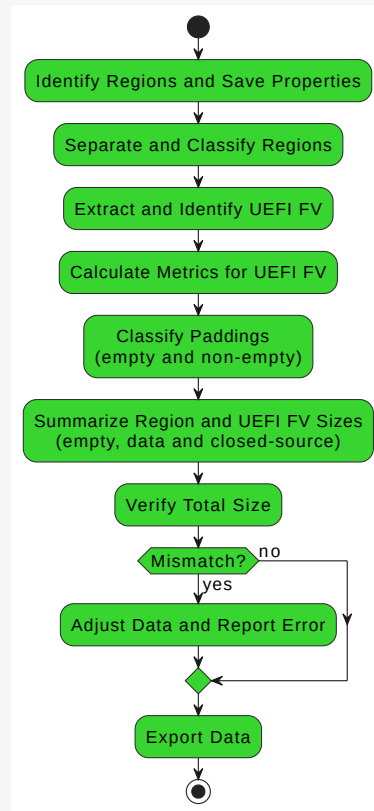 Identify Regions and Save Properties
Separate and Classify Regions
Extract and Identify UEFI FV
Calculate Metrics for UEFI FV
Classify Paddings
(empty and non-empty)
Summarize Region and UEFI FV Sizes
(empty, data and closed-source)
Verify Total Size
Mismatch?
no
yes
Adjust Data and Report Error
Export Data